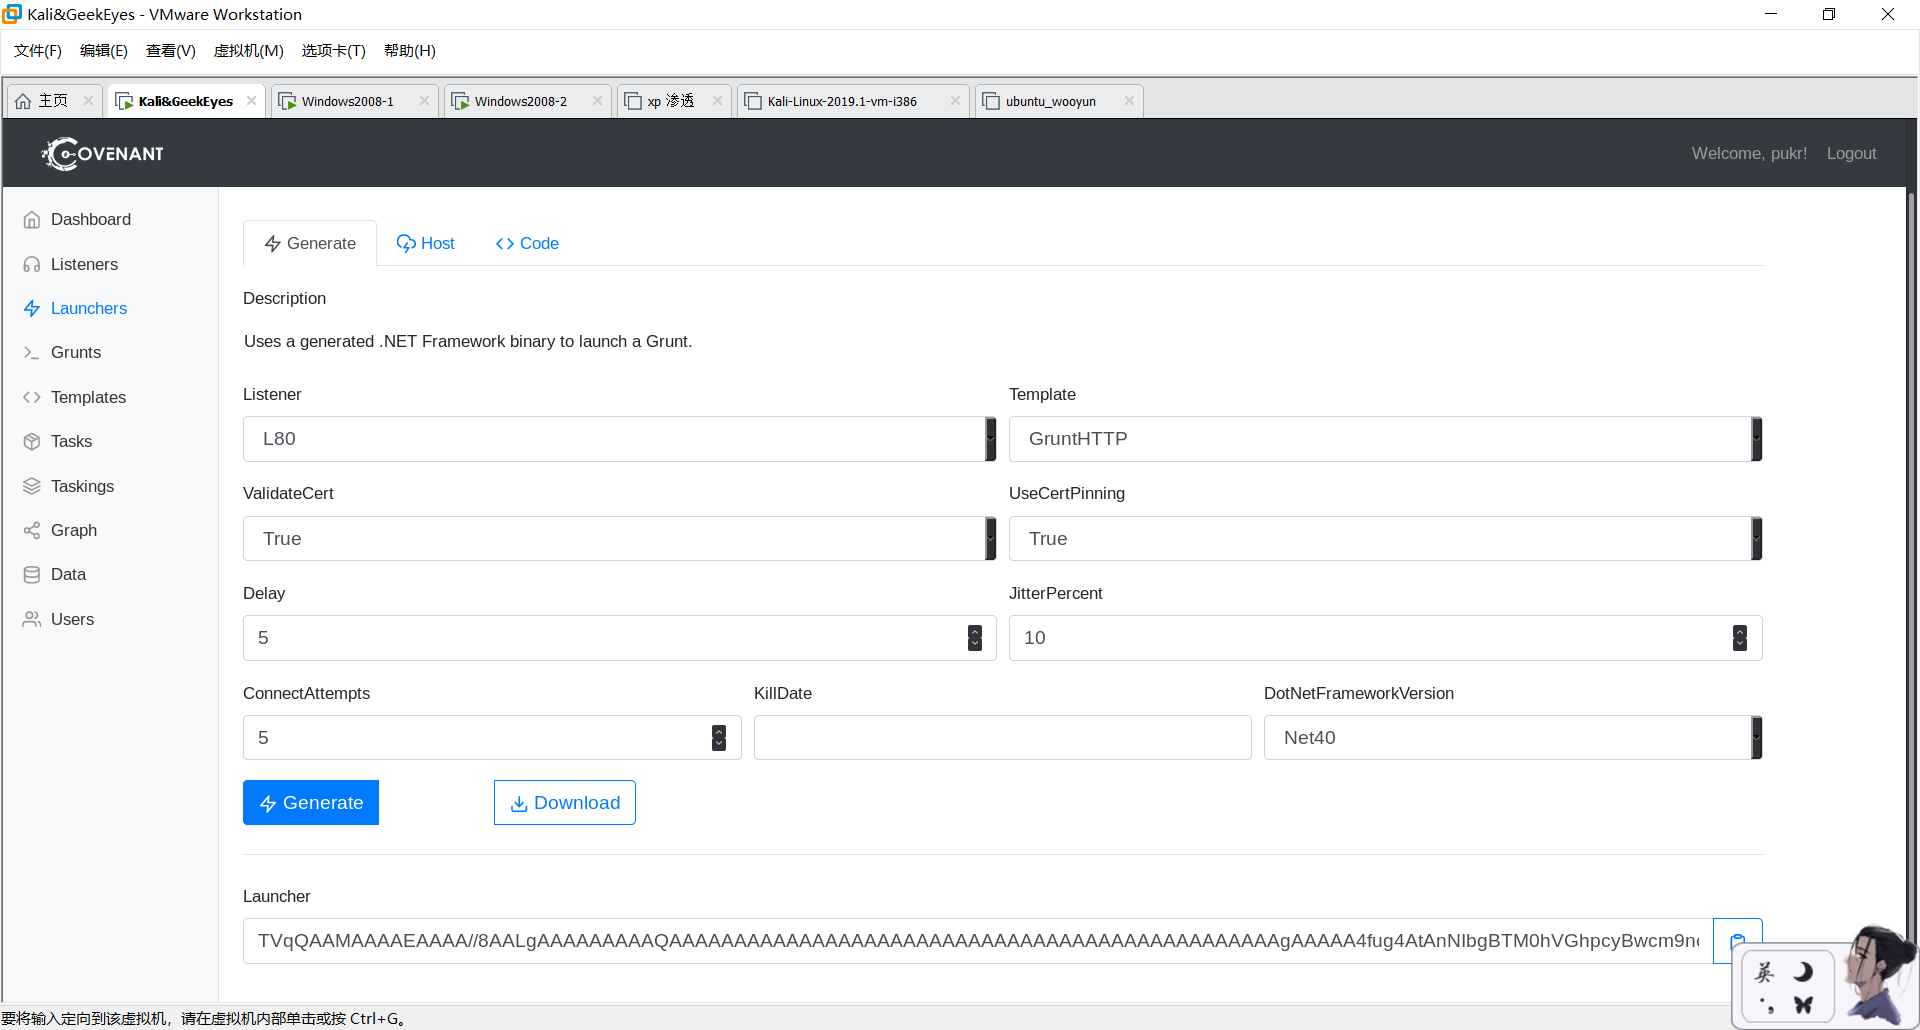 Kali&GeekEyes - VMware Workstation
文件(F) 编辑(E) 查看(V) 虚拟机(M) 选项卡(T) 帮助(H)
主页 Kali&GeekEyes Windows2008-1 Windows2008-2 xp 渗透 Kali-Linux-2019.1-vm-i386 ubuntu_wooyun
COVENANT Welcome, pukr! Logout
Dashboard
Listeners
Launchers
Grunts
Templates
Tasks
Taskings
Graph
Data
Users
Generate Host Code
Description
Uses a generated .NET Framework binary to launch a Grunt.
Listener Template
L80 GruntHTTP
ValidateCert UseCertPinning
True True
Delay JitterPercent
5 10
ConnectAttempts KillDate DotNetFrameworkVersion
5 Net40
Generate Download
Launcher
TVqQAAMAAAAEAAAA//8AALgAAAAAAAAAQAAAAAAAAAAAAAAAAAAAAAAAAAAAAAAAAAAAAAAAAAAAAAAAgAAAAA4fug4AtAnNIbgBTM0hVGhpcyBwcm9n
英
要将输入定向到该虚拟机，请在虚拟机内部单击或按 Ctrl+G。